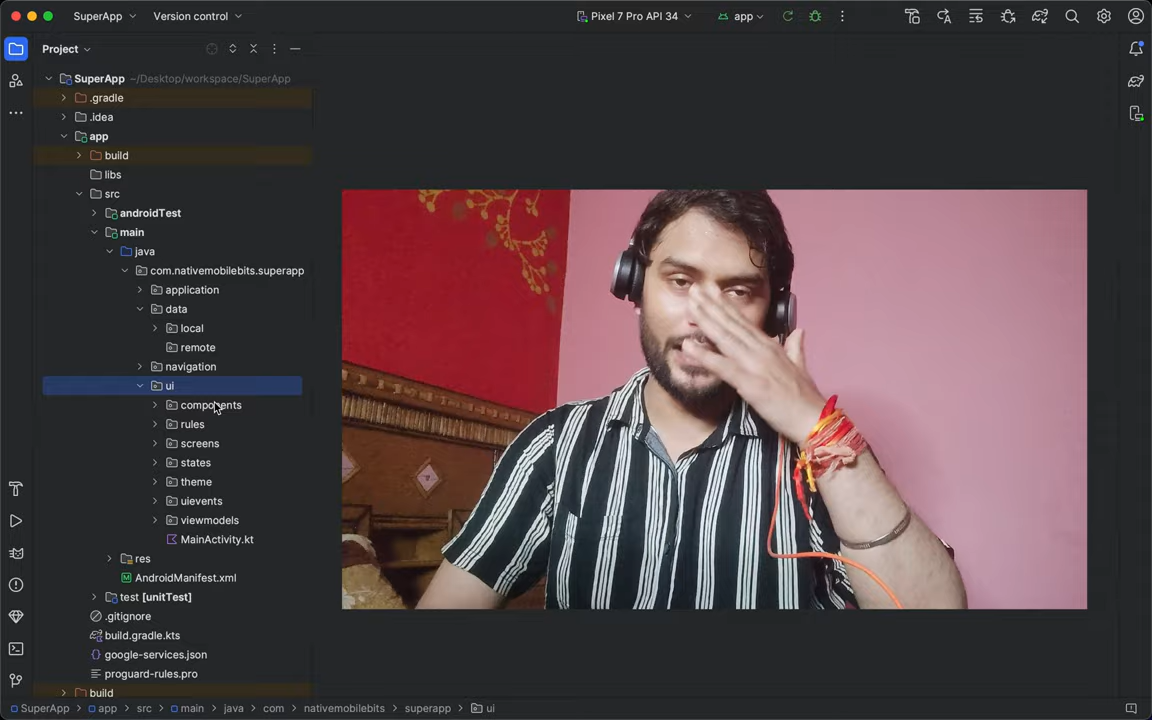 SuperApp
Version control
Pixel 7 Pro API 34
app
Project
SuperApp ~/Desktop/workspace/SuperApp
.gradle
.idea
app
build
libs
src
androidTest
main
java
com.nativemobilebits.superapp
application
data
local
remote
navigation
ui
components
rules
screens
states
theme
uievents
viewmodels
MainActivity.kt
res
AndroidManifest.xml
test [unitTest]
.gitignore
build.gradle.kts
google-services.json
proguard-rules.pro
build
SuperApp > app > src > main > java > com > nativemobilebits > superapp > ui